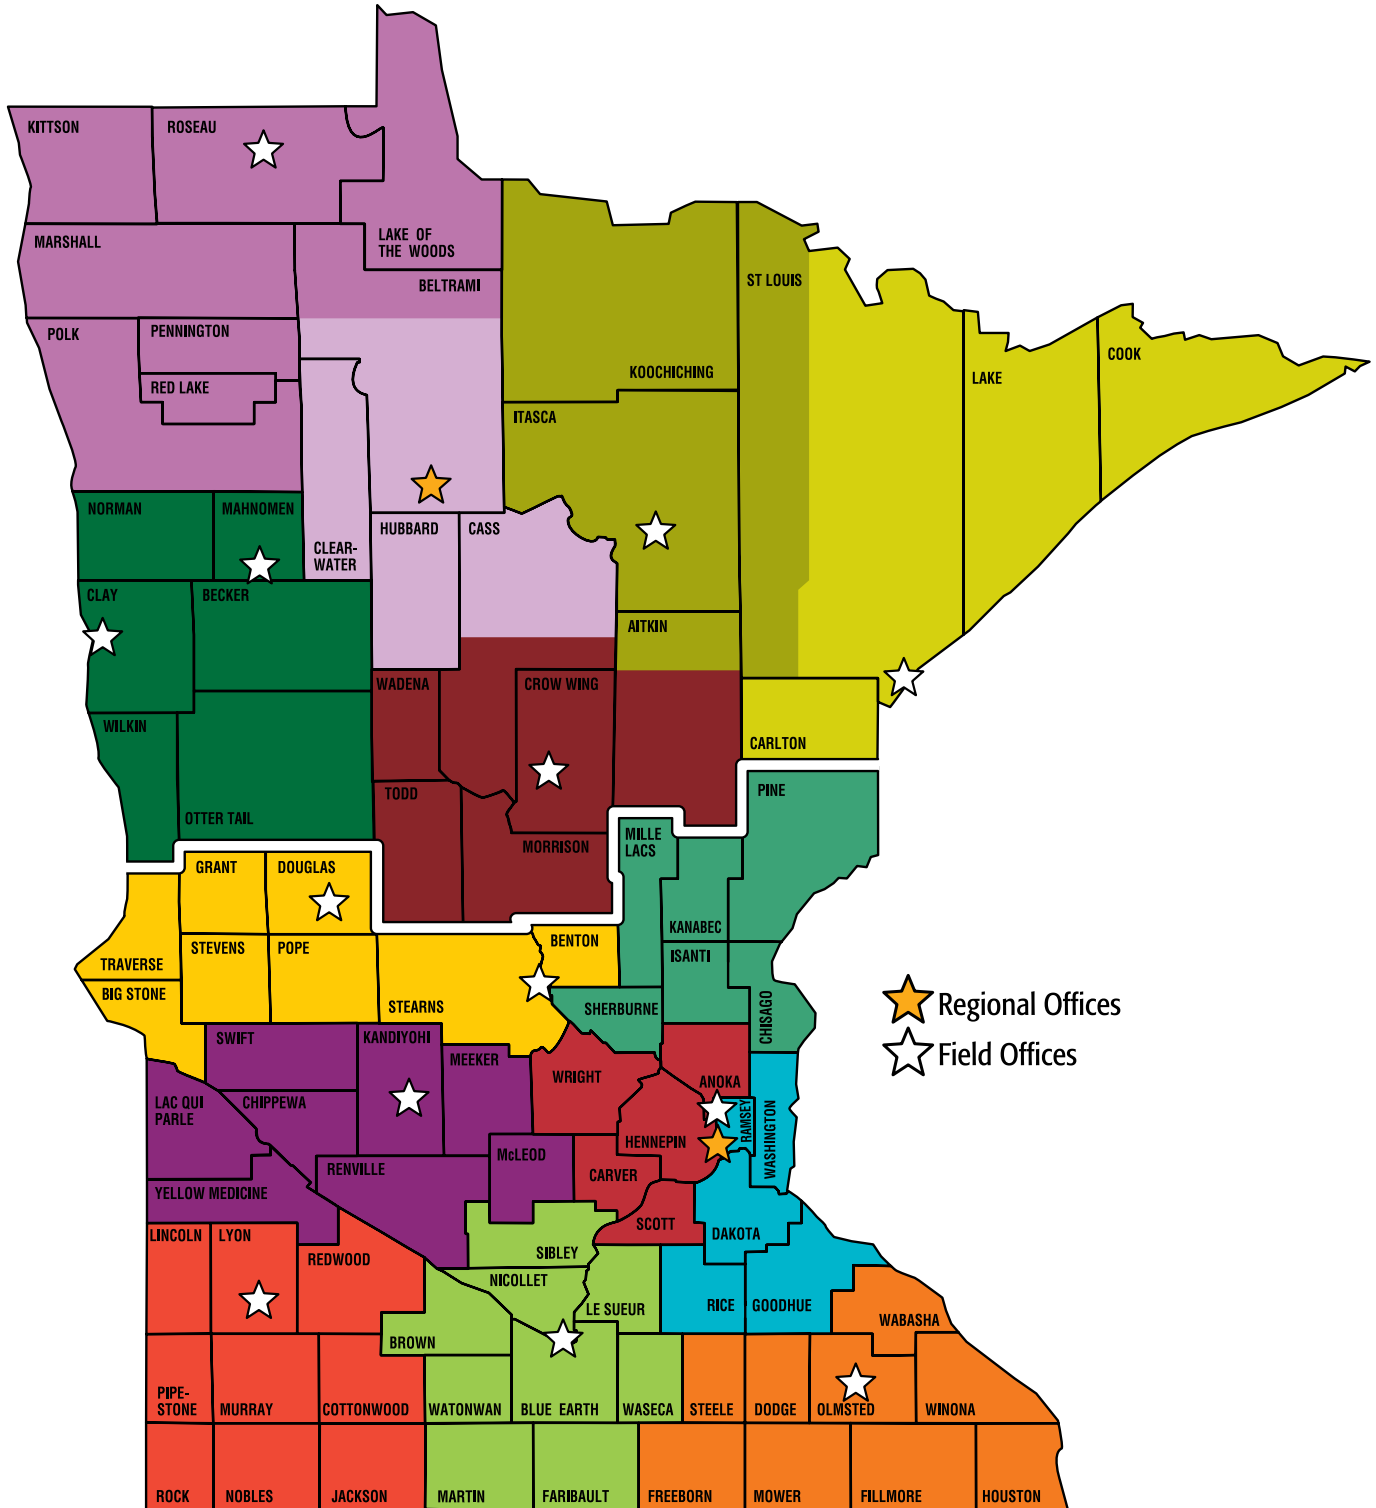 KITTSON
ROSEAU
MARSHALL
LAKE OF
THE WOODS
BELTRAMI
ST LOUIS
POLK
PENNINGTON
RED LAKE
KOOCHICHING
LAKE
COOK
ITASCA
NORMAN
MAHNOMEN
CLEAR-
WATER
HUBBARD
CASS
CLAY
BECKER
AITKIN
WADENA
CROW WING
WILKIN
CARLTON
OTTER TAIL
TODD
MORRISON
PINE
MILLE
LACS
GRANT
DOUGLAS
KANABEC
TRAVERSE
STEVENS
POPE
BENTON
ISANTI
BIG STONE
STEARNS
SHERBURNE
CHISAGO
Regional Offices
Field Offices
SWIFT
KANDIYOHI
MEEKER
WRIGHT
ANOKA
LAC QUI
PARLE
CHIPPEWA
HENNEPIN
RAMSEY
WASHINGTON
RENVILLE
McLEOD
CARVER
YELLOW MEDICINE
SCOTT
LINCOLN
LYON
REDWOOD
SIBLEY
DAKOTA
NICOLLET
LE SUEUR
RICE
GOODHUE
WABASHA
BROWN
PIPE-
STONE
MURRAY
COTTONWOOD
WATONWAN
BLUE EARTH
WASECA
STEELE
DODGE
OLMSTED
WINONA
ROCK
NOBLES
JACKSON
MARTIN
FARIBAULT
FREEBORN
MOWER
FILLMORE
HOUSTON